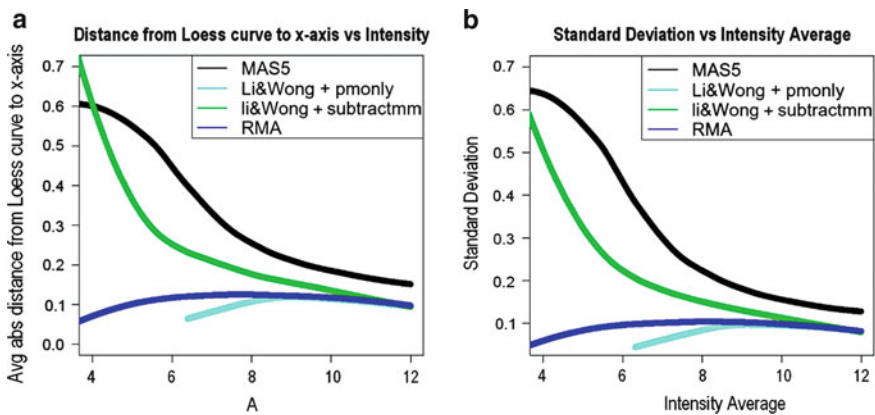 a
Distance from Loess curve to x-axis vs Intensity
MAS5
Li&Wong + pmonly
li&Wong + subtractmm
RMA
Avg abs distance from Loess curve to x-axis
0.7
0.6
0.5
0.4
0.3
0.2
0.1
0.0
4 6 8 10 12
A
b
Standard Deviation vs Intensity Average
MAS5
Li&Wong + pmonly
li&Wong + subtractmm
RMA
Standard Deviation
0.7
0.6
0.5
0.4
0.3
0.2
0.1
4 6 8 10 12
Intensity Average